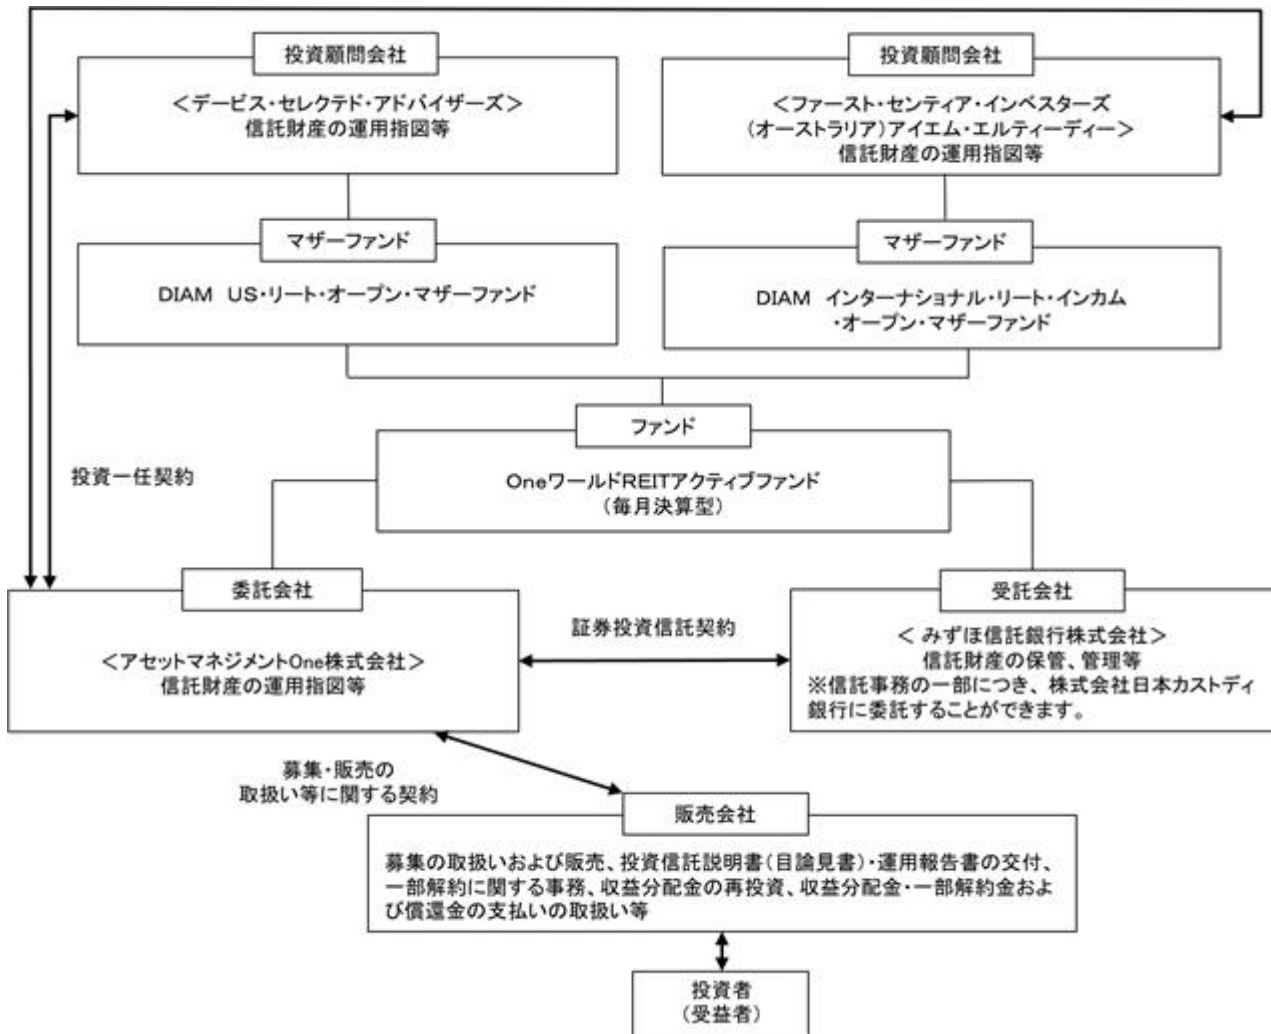 投資顧問会社
<デービス・セレクテド・アドバイザーズ>
信託財産の運用指図等
投資顧問会社
<ファースト・センティア・インベスターズ
(オーストラリア)アイエム・エルティーディー>
信託財産の運用指図等
マザーファンド
DIAM US・リート・オープン・マザーファンド
マザーファンド
DIAM インターナショナル・リート・インカム
・オープン・マザーファンド
ファンド
OneワールドREITアクティブファンド
(毎月決算型)
投資一任契約
委託会社
<アセットマネジメントOne株式会社>
信託財産の運用指図等
証券投資信託契約
受託会社
< みずほ信託銀行株式会社>
信託財産の保管、管理等
※信託事務の一部につき、株式会社日本カストディ
銀行に委託することができます。
募集・販売の
取扱い等に関する契約
販売会社
募集の取扱いおよび販売、投資信託説明書(目論見書)・運用報告書の交付、
一部解約に関する事務、収益分配金の再投資、収益分配金・一部解約金およ
び償還金の支払いの取扱い等
投資者
(受益者)